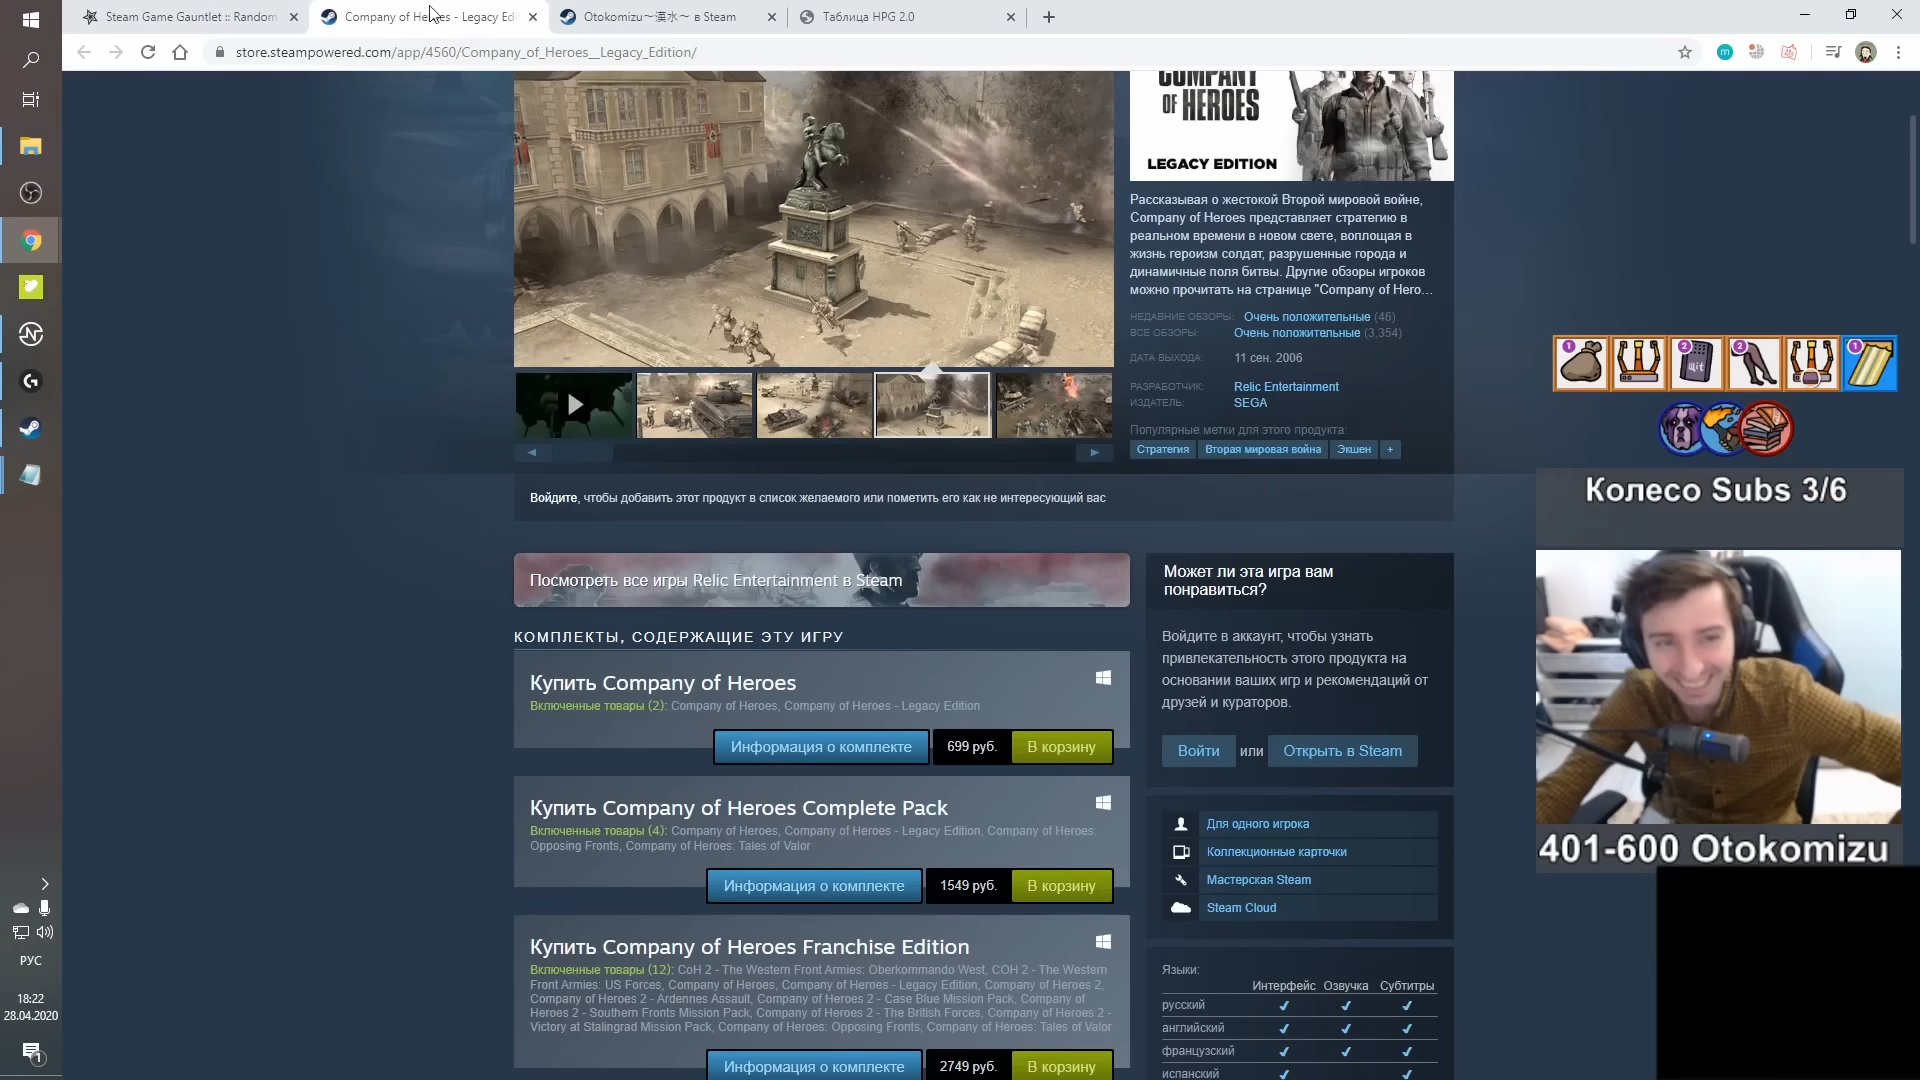 Steam Game Gauntlet :: Random
Company of Heroes - Legacy Edi
Otokomizu〜漢水〜 в Steam
Таблица HPG 2.0
store.steampowered.com/app/4560/Company_of_Heroes__Legacy_Edition/
COMPANY
OF HEROES
LEGACY EDITION
Рассказывая о жестокой Второй мировой войне,
Company of Heroes представляет стратегию в
реальном времени в новом свете, воплощая в
жизнь героизм солдат, разрушенные города и
динамичные поля битвы. Другие обзоры игроков
можно прочитать на странице "Company of Hero...
НЕДАВНИЕ ОБЗОРЫ: Очень положительные (46)
ВСЕ ОБЗОРЫ: Очень положительные (3,354)
ДАТА ВЫХОДА: 11 сен. 2006
РАЗРАБОТЧИК: Relic Entertainment
ИЗДАТЕЛЬ: SEGA
Популярные метки для этого продукта:
Стратегия Вторая мировая война Экшен +
Войдите, чтобы добавить этот продукт в список желаемого или пометить его как не интересующий вас
Посмотреть все игры Relic Entertainment в Steam
КОМПЛЕКТЫ, СОДЕРЖАЩИЕ ЭТУ ИГРУ
Купить Company of Heroes
Включенные товары (2): Company of Heroes, Company of Heroes - Legacy Edition
Информация о комплекте 699 руб. В корзину
Купить Company of Heroes Complete Pack
Включенные товары (4): Company of Heroes, Company of Heroes - Legacy Edition, Company of Heroes:
Opposing Fronts, Company of Heroes: Tales of Valor
Информация о комплекте 1549 руб. В корзину
Купить Company of Heroes Franchise Edition
Включенные товары (12): CoH 2 - The Western Front Armies: Oberkommando West, COH 2 - The Western
Front Armies: US Forces, Company of Heroes, Company of Heroes - Legacy Edition, Company of Heroes 2,
Company of Heroes 2 - Ardennes Assault, Company of Heroes 2 - Case Blue Mission Pack, Company of
Heroes 2 - Southern Fronts Mission Pack, Company of Heroes 2 - The British Forces, Company of Heroes 2 -
Victory at Stalingrad Mission Pack, Company of Heroes: Opposing Fronts, Company of Heroes: Tales of Valor
Информация о комплекте 2749 руб. В корзину
Может ли эта игра вам
понравиться?
Войдите в аккаунт, чтобы узнать
привлекательность этого продукта на
основании ваших игр и рекомендаций от
друзей и кураторов.
Войти или Открыть в Steam
Для одного игрока
Коллекционные карточки
Мастерская Steam
Steam Cloud
Языки:
Интерфейс Озвучка Субтитры
русский
английский
французский
испанский
1 2 2 1
Wit
Колесо Subs 3/6
401-600 Otokomizu
РУС
18:22
28.04.2020
1